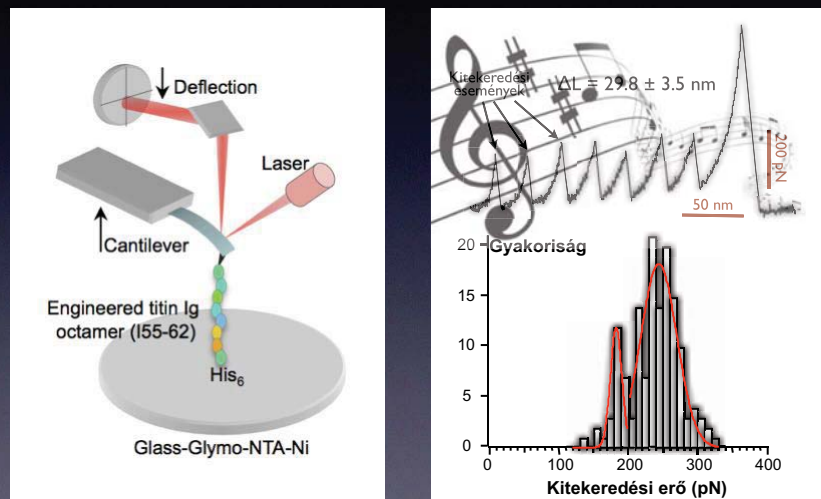 Deflection
Laser
Cantilever
Engineered titin Ig
octamer (I55-62)
His6
Glass-Glymo-NTA-Ni
Kitekeredési
események
ΔL = 29.8 ± 3.5 nm
200 pN
50 nm
Gyakoriság
20
15
10
5
0
0 100 200 300 400
Kitekeredési erő (pN)